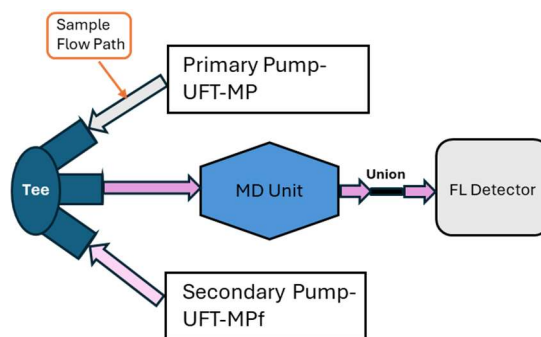 Sample
Flow Path
Primary Pump-
UFT-MP
Tee
MD Unit
Union
FL Detector
Secondary Pump-
UFT-MPf